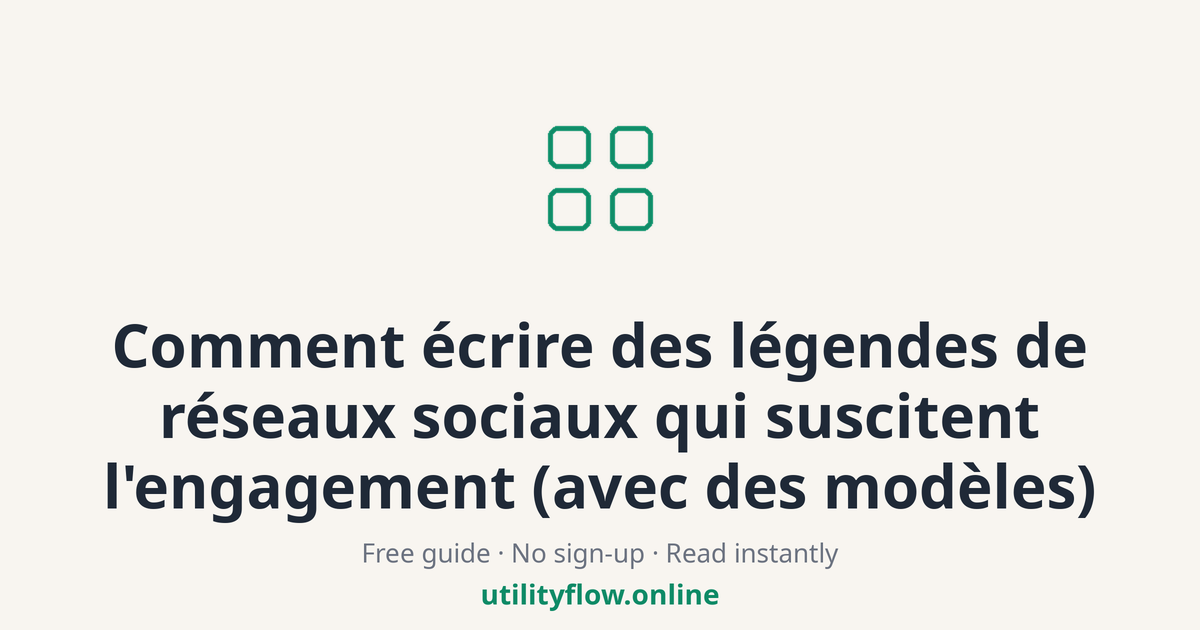 Comment écrire des légendes de
réseaux sociaux qui suscitent
l'engagement (avec des modèles)
Free guide · No sign-up · Read instantly
utilityflow.online